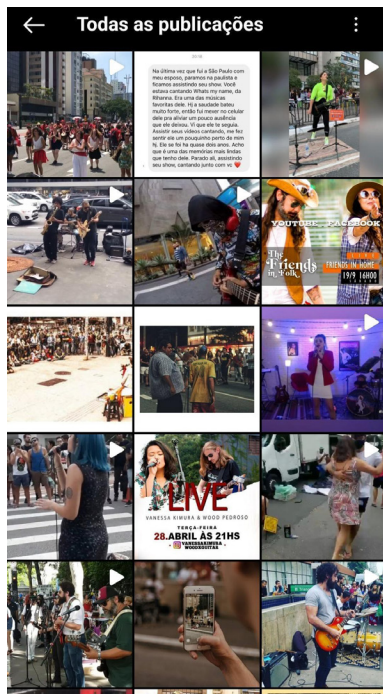 Todas as publicações
Na última vez que fui a São Paulo com
meu esposo, paramos na paulista e
ficamos assistindo seu show. Você
estava cantando Whats my name, da
Rihanna. Era uma das músicas
favoritas dele. Hj a saudade bateu
muito forte, então fui mexer no celular
dele pra aliviar um pouco ausência
que ele deixou. Vi que ele te seguia.
Assistir seus vídeos cantando, me fez
sentir ele um pouquinho perto de mim
hj. Ele se foi ha quase dois anos. Acho
que é uma das memórias mais lindas
que tenho dele. Parado ali, assistindo
seu show, cantando junto com vc ❤
YOUTUBE, FACEBOOK
The
Friends
in Folk
LIVE
FRIENDS IN HOME
19/9 16H00
LIVE
VANESSA KIMURA & WOOD PEDROSO
TERÇA-FEIRA
28.ABRIL ÀS 21HS
VANESSAKIMUSA
WOODXGUITAR